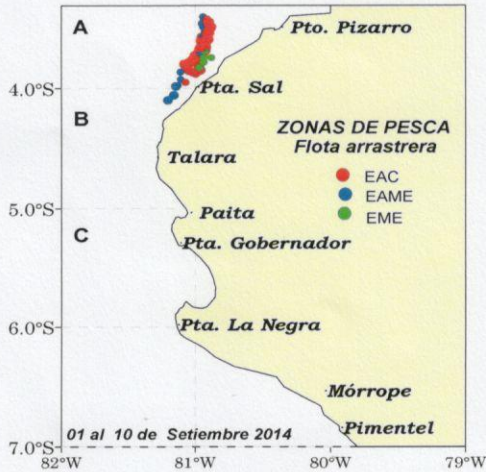 A
Pto. Pizarro
4.0°S
Pta. Sal
B
ZONAS DE PESCA
Flota arrastrera
Talara
EAC
EAME
5.0°S
Paita
EME
C
Pta. Gobernador
6.0°S
Pta. La Negra
Mórrope
01 al 10 de Setiembre 2014
Pimentel
7.0°S
82°W
81°W
80°W
79°W